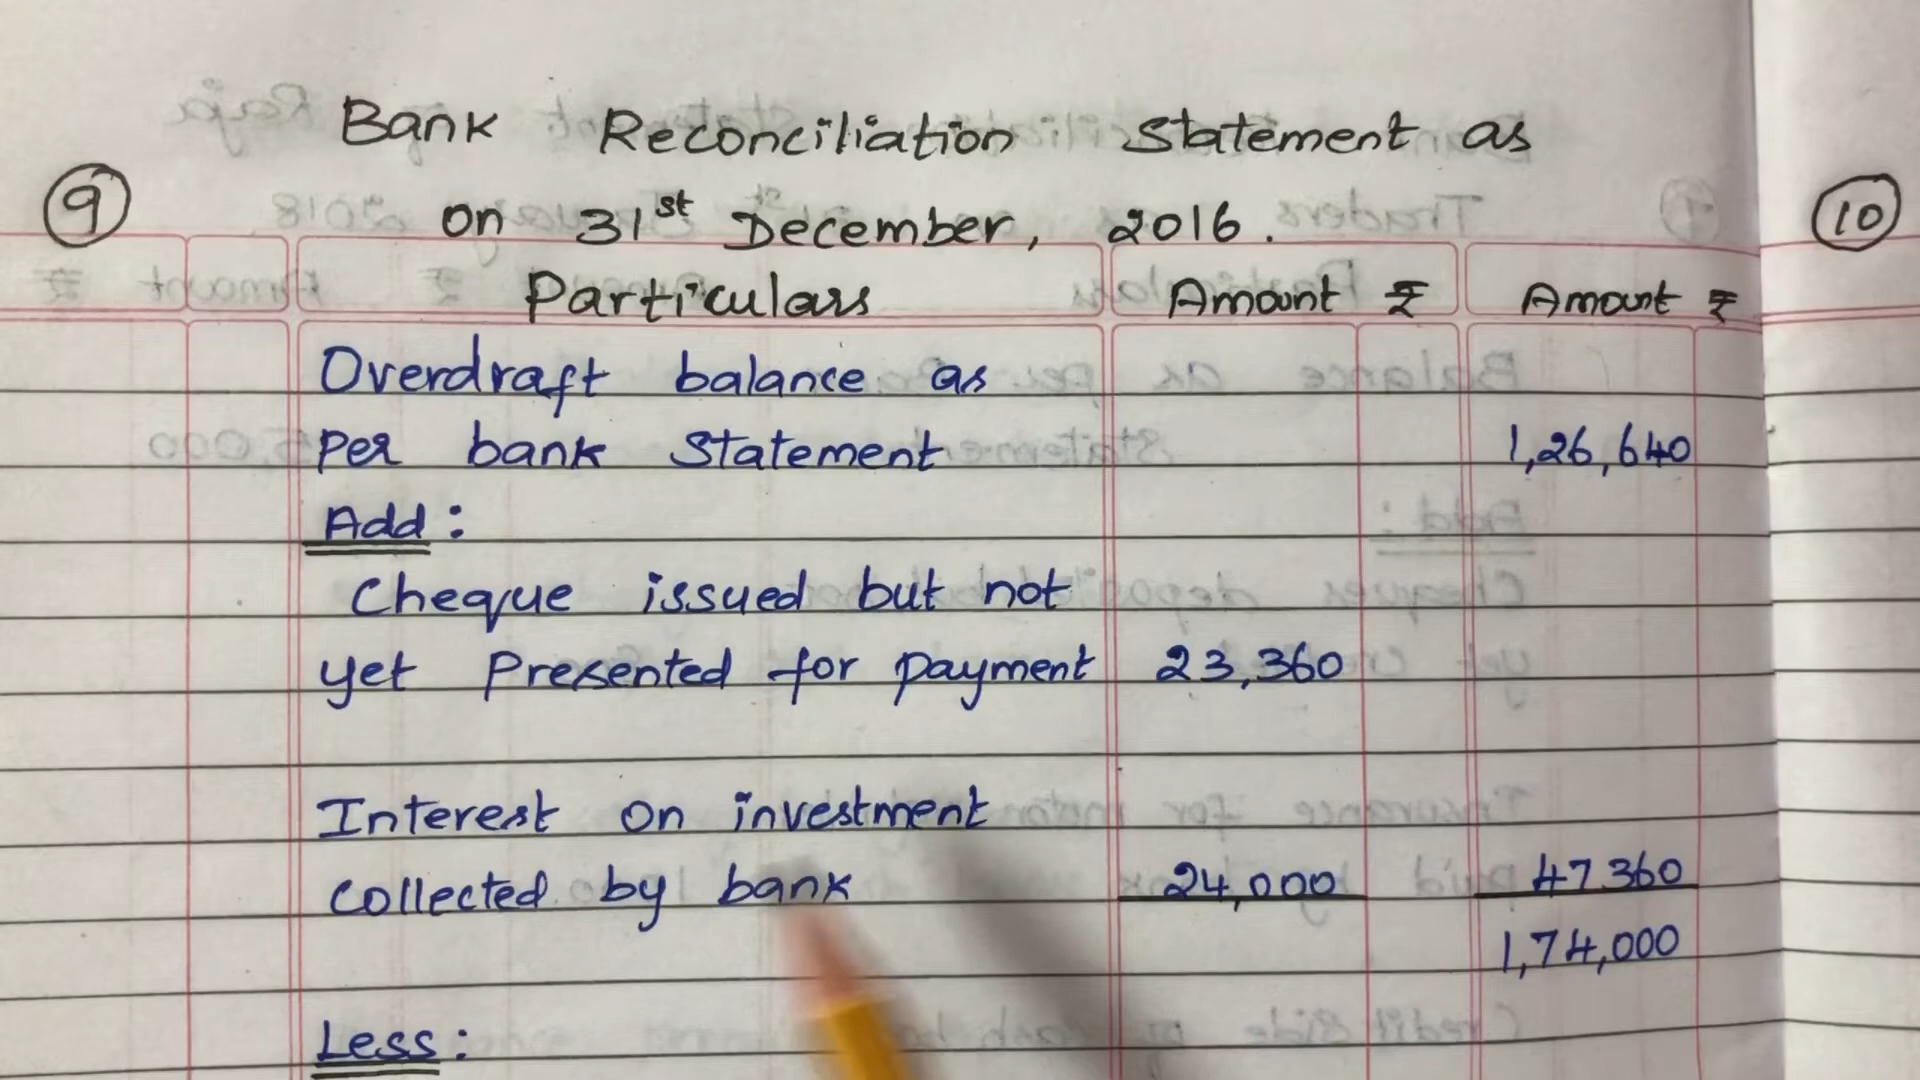 Bank Reconciliation Statement as
on 31st December, 2016.
9
10
Particulars Amount ₹ Amount ₹
Overdraft balance as
per bank statement 1,26,640
Add:
Cheque issued but not
yet presented for payment 23,360
Interest on investment
collected by bank 24,000 47360
1,74,000
Less: